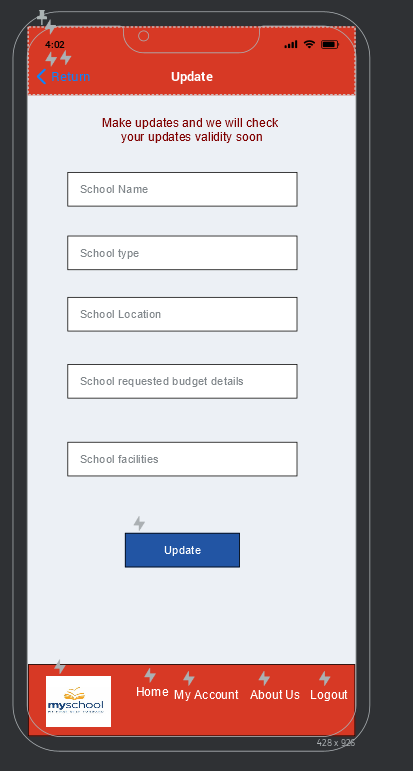 4:02
Return
Update
Make updates and we will check
your updates validity soon
School Name
School type
School Location
School requested budget details
School facilities
Update
myschool
Home
My Account
About Us
Logout
428 x 926